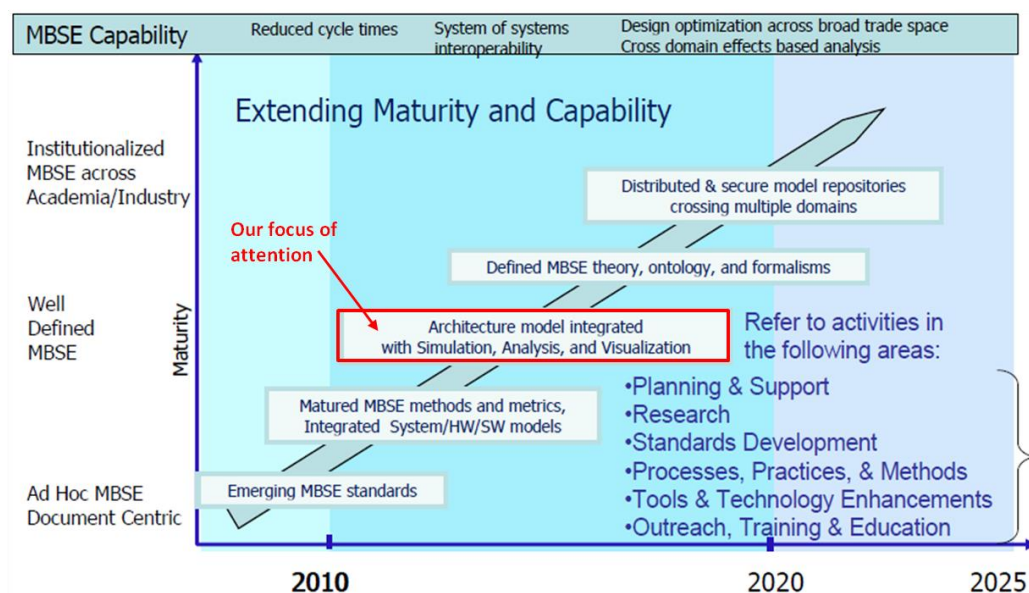 MBSE Capability
Reduced cycle times
System of systems
interoperability
Design optimization across broad trade space
Cross domain effects based analysis
Extending Maturity and Capability
Institutionalized
MBSE across
Academia/Industry
Distributed & secure model repositories
crossing multiple domains
Our focus of
attention
Defined MBSE theory, ontology, and formalisms
Well
Defined
MBSE
Maturity
Architecture model integrated
with Simulation, Analysis, and Visualization
Refer to activities in
the following areas:
•Planning & Support
•Research
•Standards Development
•Processes, Practices, & Methods
•Tools & Technology Enhancements
•Outreach, Training & Education
Matured MBSE methods and metrics,
Integrated System/HW/SW models
Ad Hoc MBSE
Document Centric
Emerging MBSE standards
2010
2020
2025